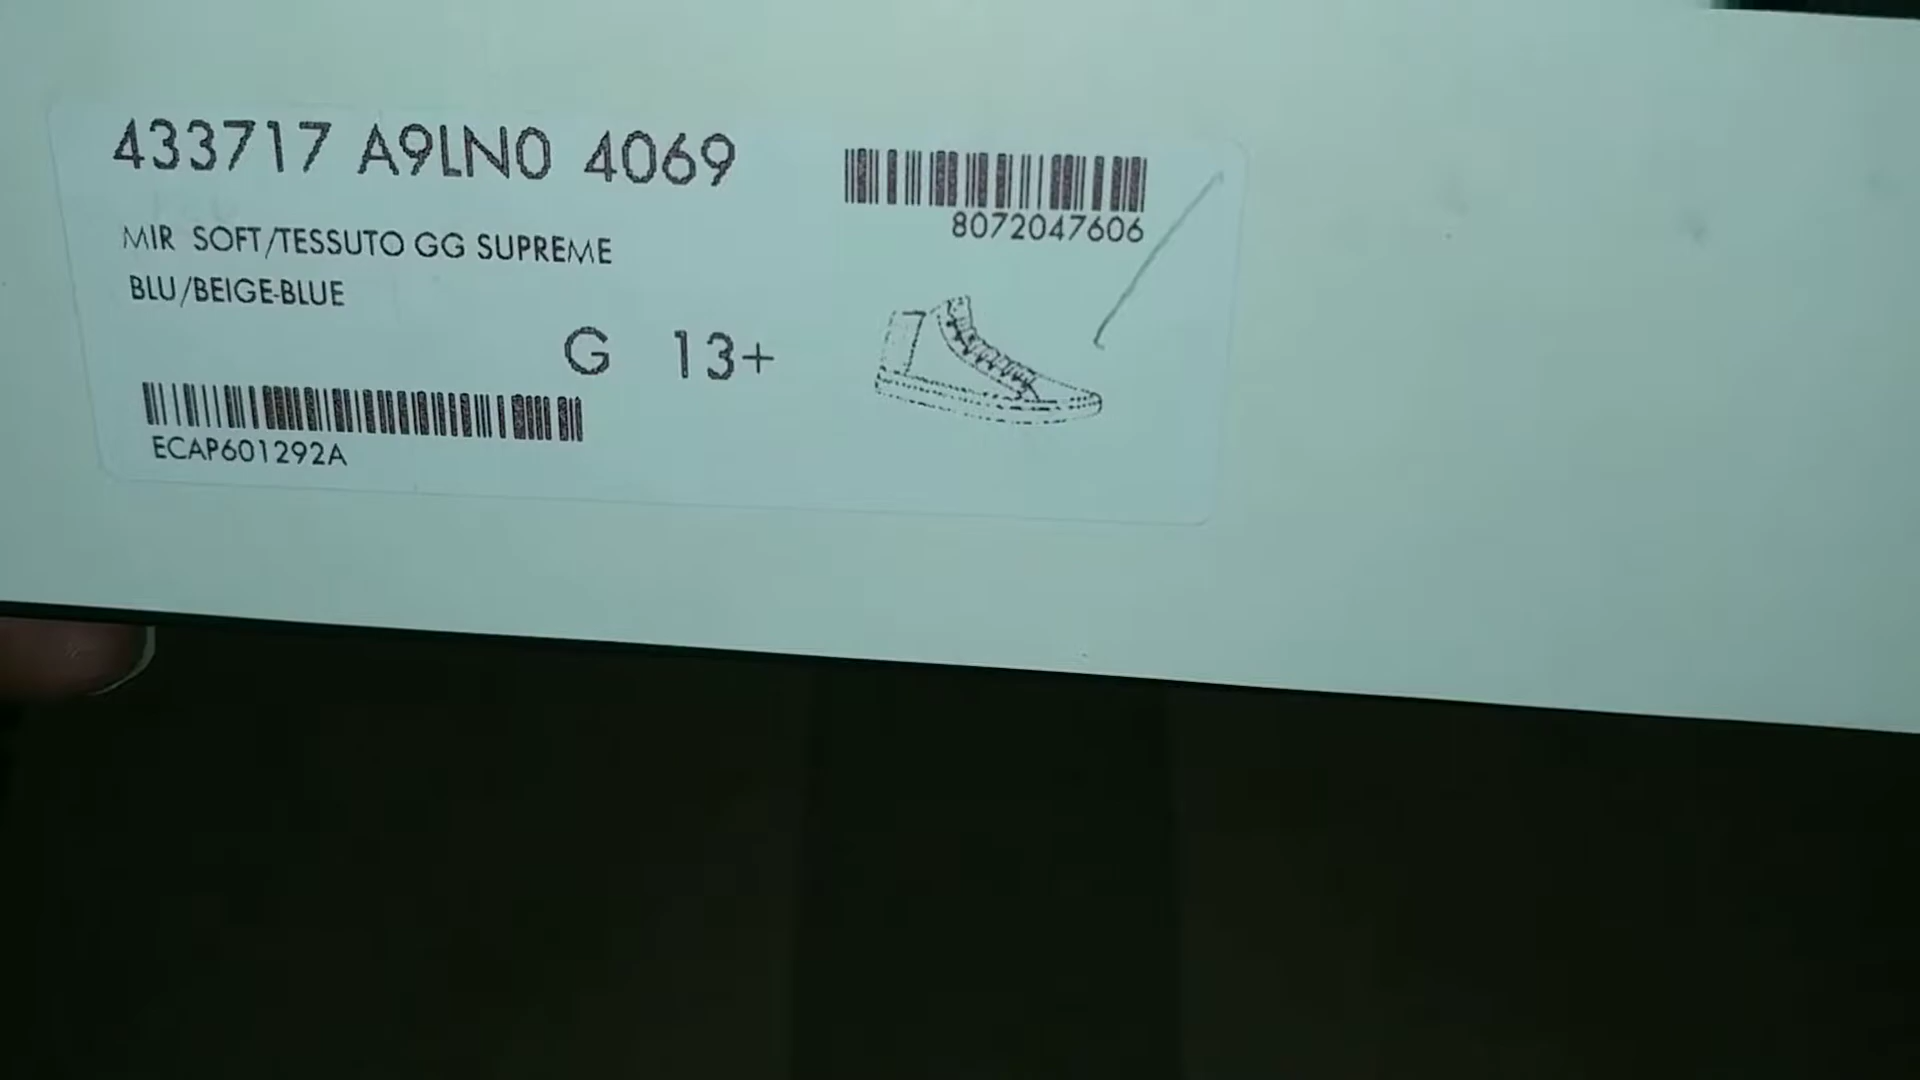 433717 A9LN0 4069
8072047606
MIR SOFT/TESSUTO GG SUPREME
BLU/BEIGE-BLUE
G 13+
ECAP601292A